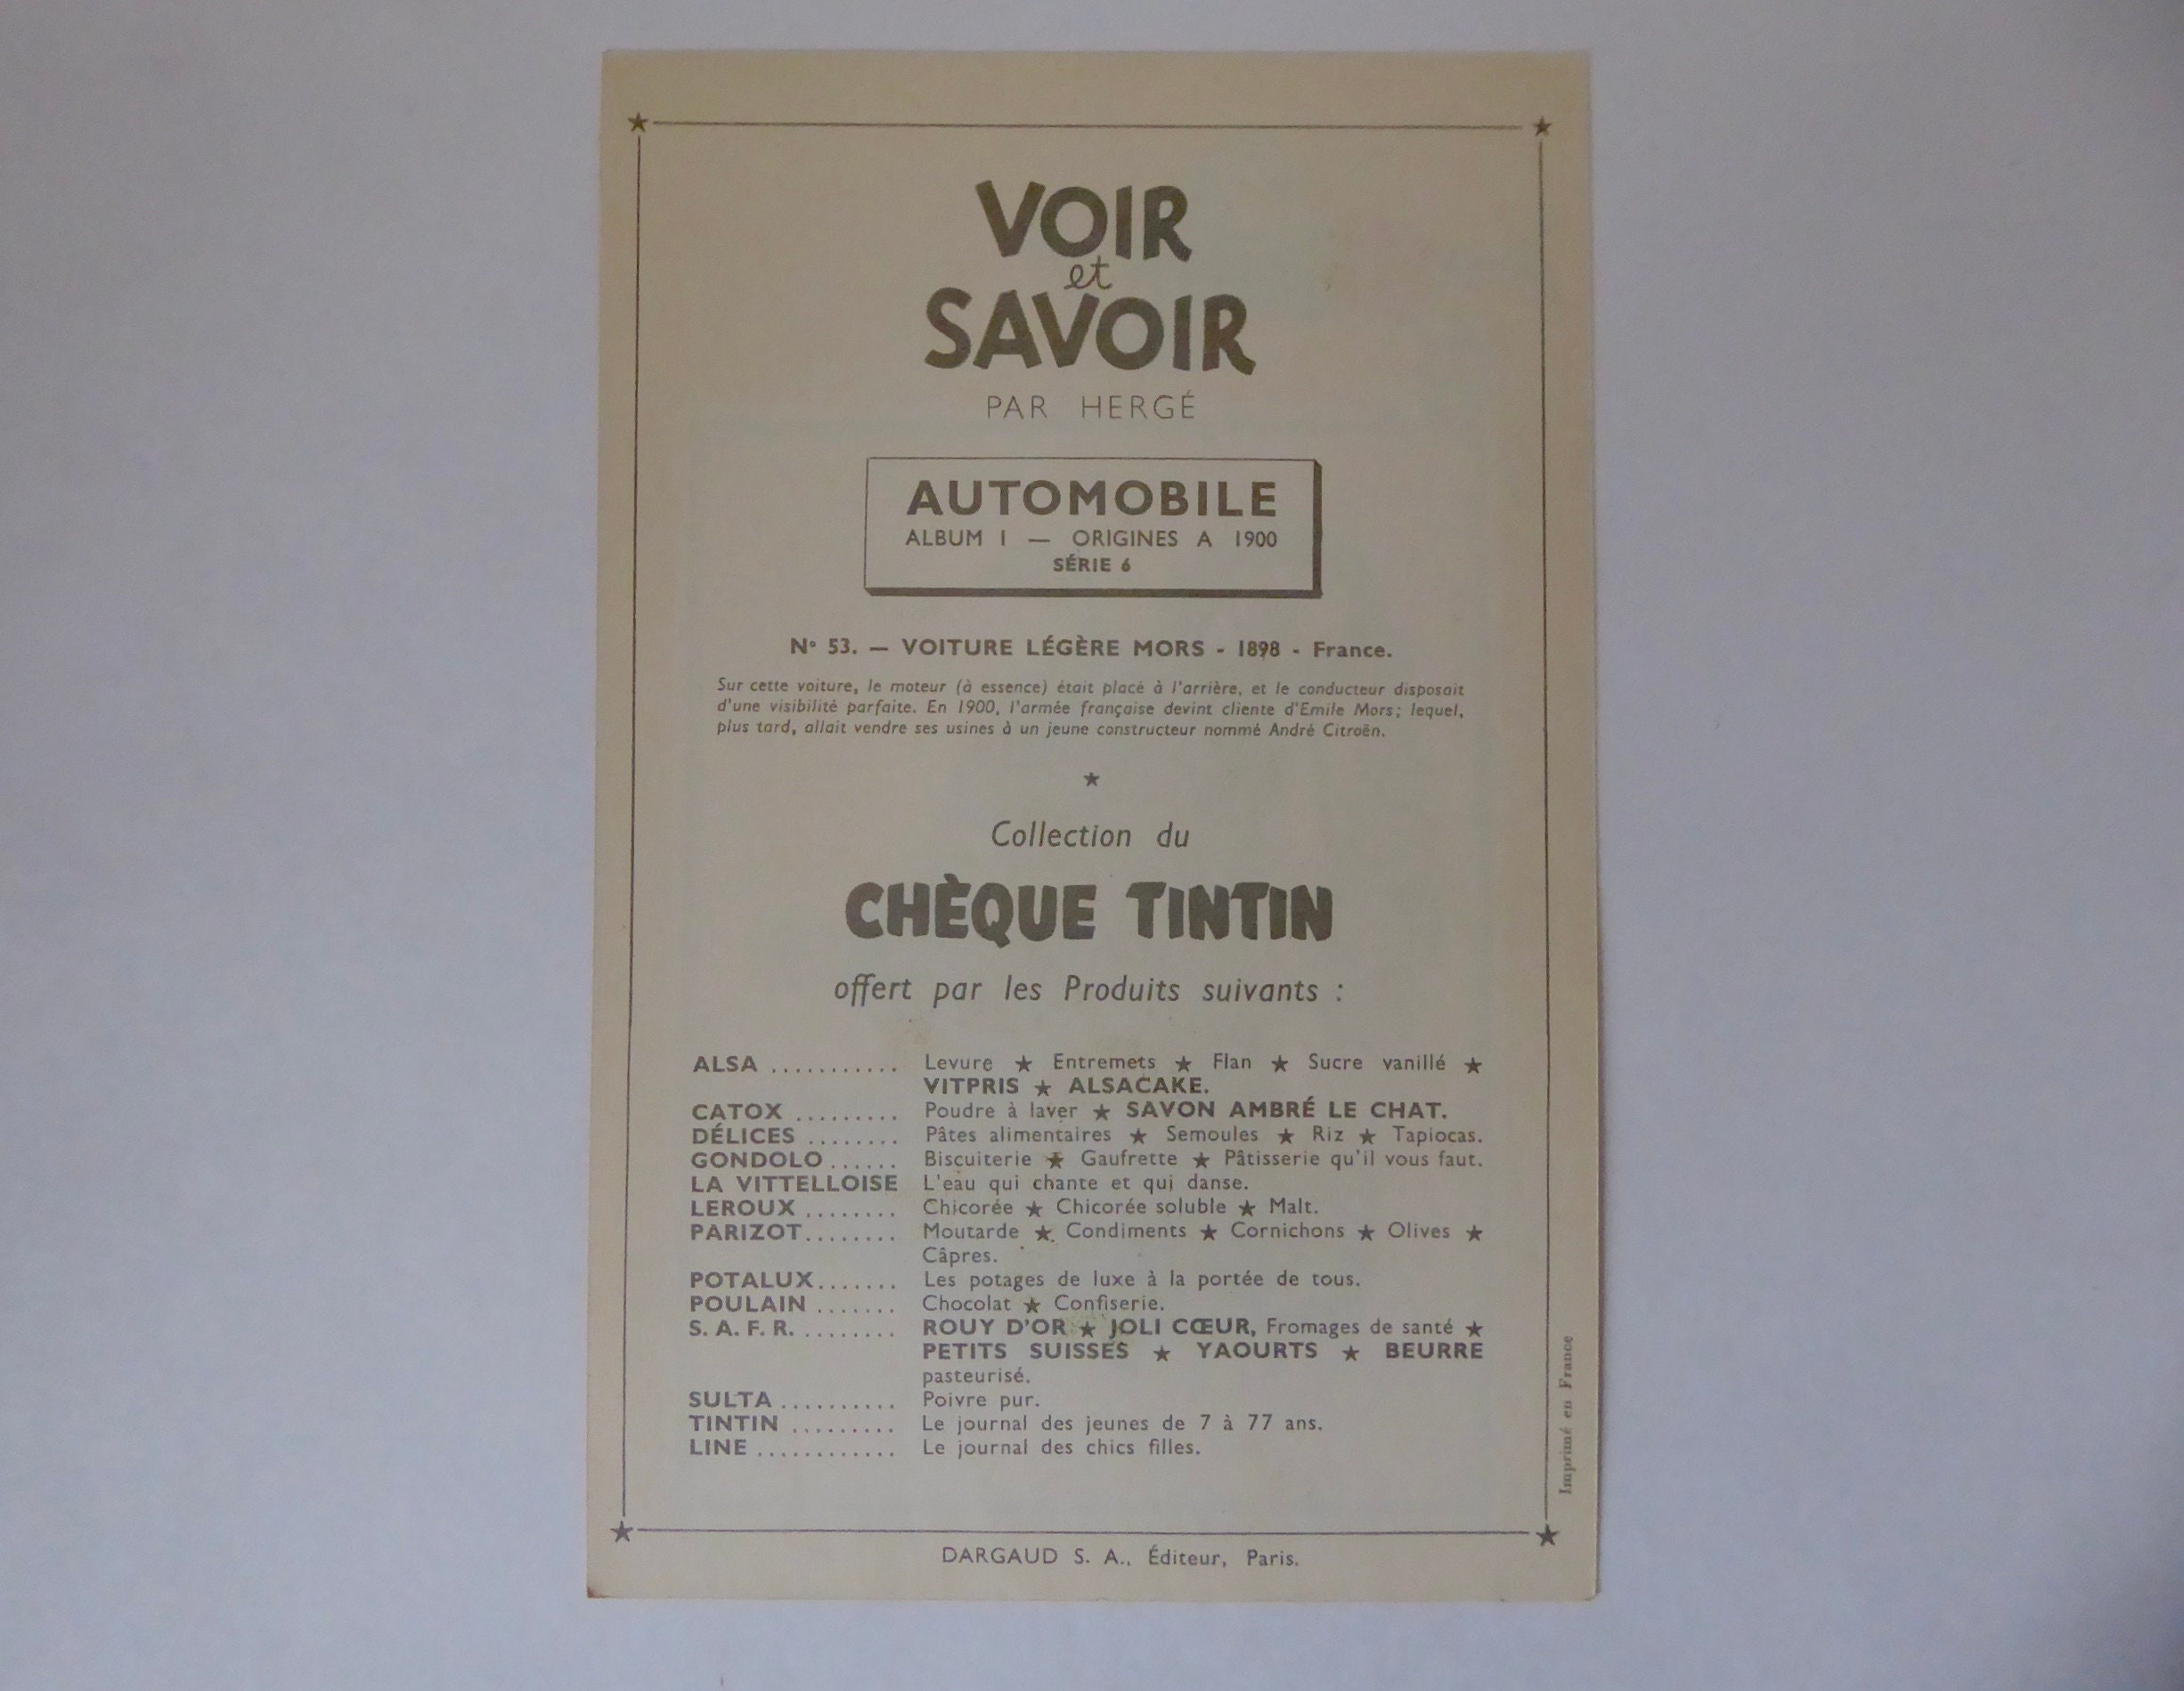 VOIR
et
SAVOIR
PAR HERGÉ
AUTOMOBILE
ALBUM I — ORIGINES A 1900
SÉRIE 6
N° 53. — VOITURE LÉGÈRE MORS - 1898 - France.
Sur cette voiture, le moteur (à essence) était placé à l'arrière, et le conducteur disposait
d'une visibilité parfaite. En 1900, l'armée française devint cliente d'Emile Mors; lequel,
plus tard, allait vendre ses usines à un jeune constructeur nommé André Citroën.
★
Collection du
CHÈQUE TINTIN
offert par les Produits suivants :
ALSA ........... Levure ★ Entremets ★ Flan ★ Sucre vanillé ★
VITPRIS ★ ALSACAKE.
CATOX ......... Poudre à laver ★ SAVON AMBRÉ LE CHAT.
DÉLICES ........ Pâtes alimentaires ★ Semoules ★ Riz ★ Tapiocas.
GONDOLO...... Biscuiterie ★ Gaufrette ★ Pâtisserie qu'il vous faut.
LA VITTELLOISE L'eau qui chante et qui danse.
LEROUX ........ Chicorée ★ Chicorée soluble ★ Malt.
PARIZOT........ Moutarde ★ Condiments ★ Cornichons ★ Olives ★
Câpres.
POTALUX....... Les potages de luxe à la portée de tous.
POULAIN ....... Chocolat ★ Confiserie.
S. A. F. R. ......... ROUY D'OR ★ JOLI CŒUR, Fromages de santé ★
PETITS SUISSES ★ YAOURTS ★ BEURRE
pasteurisé.
SULTA .......... Poivre pur.
TINTIN ......... Le journal des jeunes de 7 à 77 ans.
LINE ............ Le journal des chics filles.
Imprimé en France
DARGAUD S. A., Éditeur, Paris.